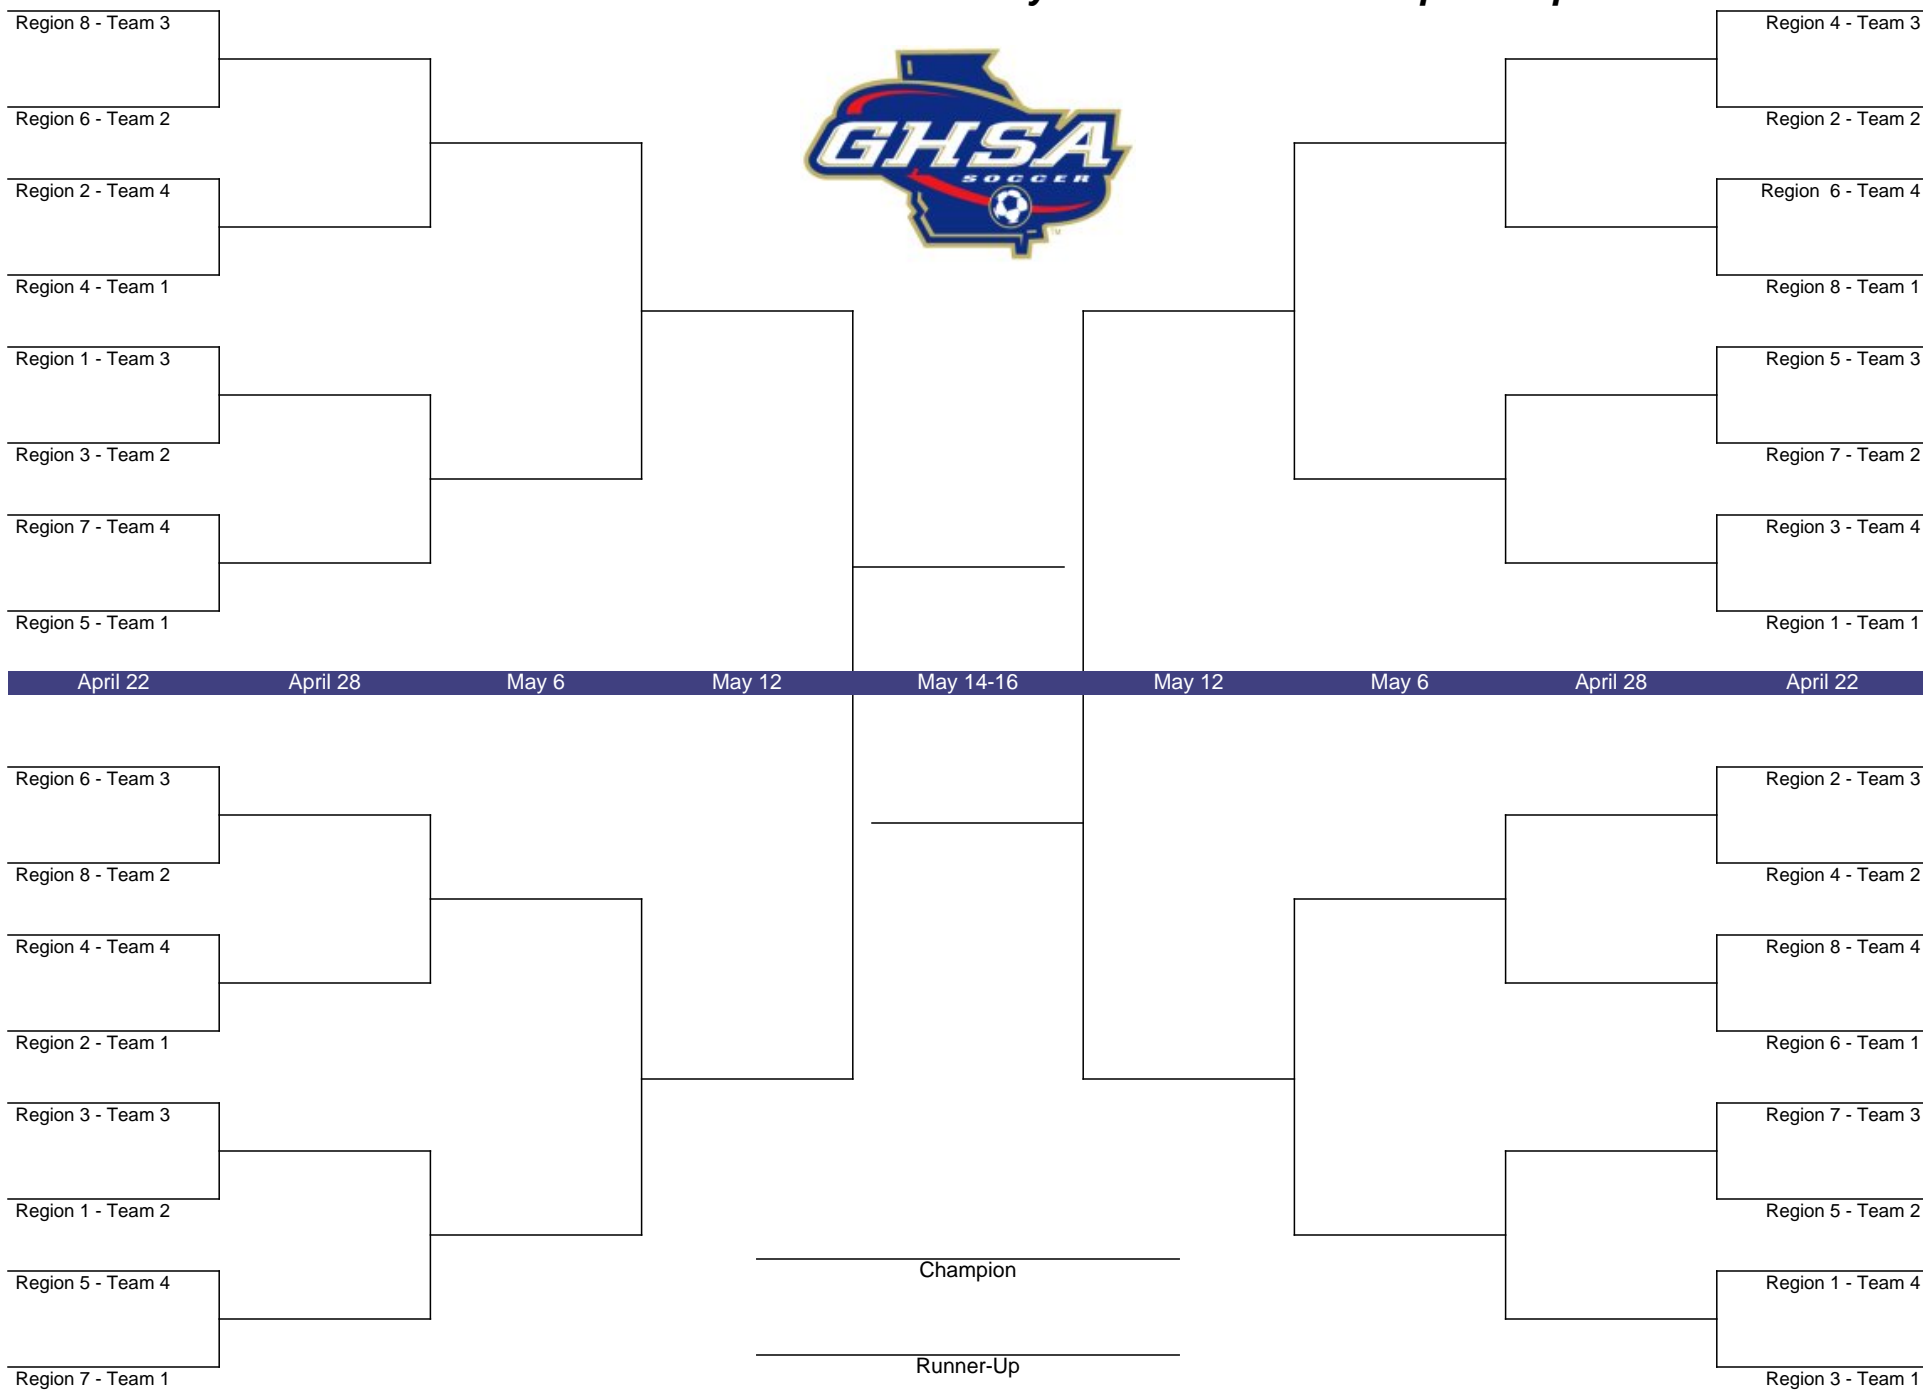 Region 8 - Team 3
Region 6 - Team 2
Region 2 - Team 4
Region 4 - Team 1
Region 1 - Team 3
Region 3 - Team 2
Region 7 - Team 4
Region 5 - Team 1
GHSA
SOCCER
TM
Region 4 - Team 3
Region 2 - Team 2
Region  6 - Team 4
Region 8 - Team 1
Region 5 - Team 3
Region 7 - Team 2
Region 3 - Team 4
Region 1 - Team 1
April 22 April 28 May 6 May 12 May 14-16 May 12 May 6 April 28 April 22
Region 6 - Team 3
Region 8 - Team 2
Region 4 - Team 4
Region 2 - Team 1
Region 3 - Team 3
Region 1 - Team 2
Region 5 - Team 4
Region 7 - Team 1
Champion
Runner-Up
Region 2 - Team 3
Region 4 - Team 2
Region 8 - Team 4
Region 6 - Team 1
Region 7 - Team 3
Region 5 - Team 2
Region 1 - Team 4
Region 3 - Team 1